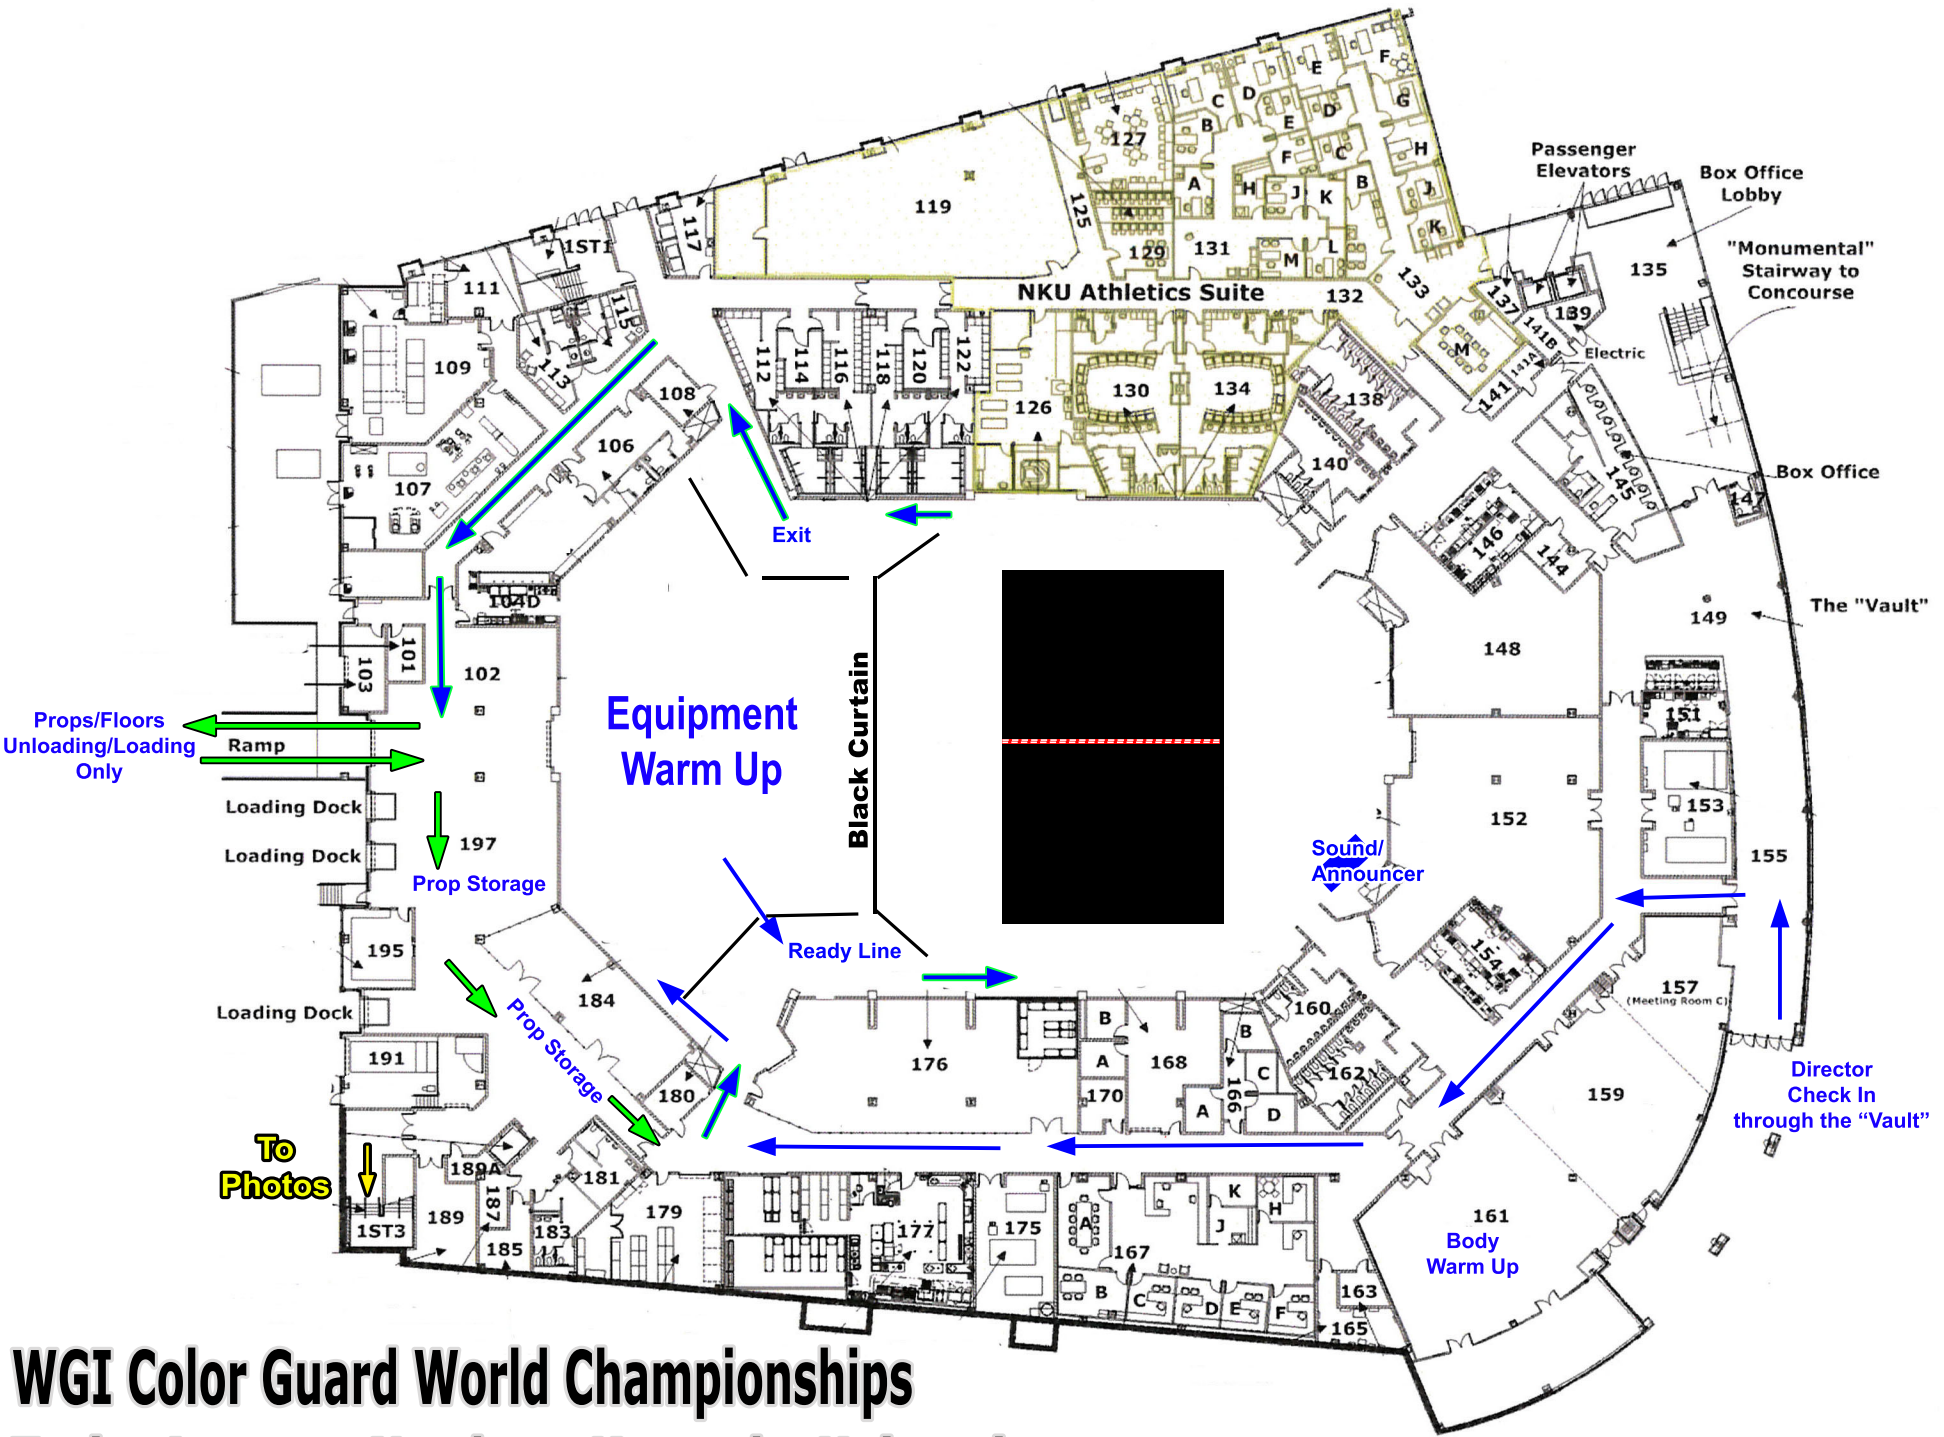 F
E
D
C
G
D
E
B
127
C
H
F
A
H
J
K
B
J
K
119
125
129
131
L
M
133
132
NKU Athletics Suite
Passenger
Elevators
Box Office
Lobby
135
"Monumental"
Stairway to
Concourse
137
139
141B
141A
141
Electric
M
117
1ST1
111
115
113
109
108
106
107
112
114
116
118
120
122
126
130
134
138
140
145
Box Office
147
146
144
Exit
104D
101
103
102
148
149
The "Vault"
151
153
152
155
Props/Floors
Unloading/Loading
Only
Ramp
Loading Dock
Loading Dock
197
Prop Storage
Equipment
Warm Up
Black Curtain
Sound/
Announcer
Ready Line
195
184
Loading Dock
191
Prop Storage
180
176
B
A
170
168
B
166
C
A
D
160
162
154
157
(Meeting Room C)
159
Director
Check In
through the “Vault”
To
Photos
1ST3
189
189A
187
185
183
181
179
177
175
A
167
K
J
H
B
C
D
E
F
163
165
161
Body
Warm Up
WGI Color Guard World Championships